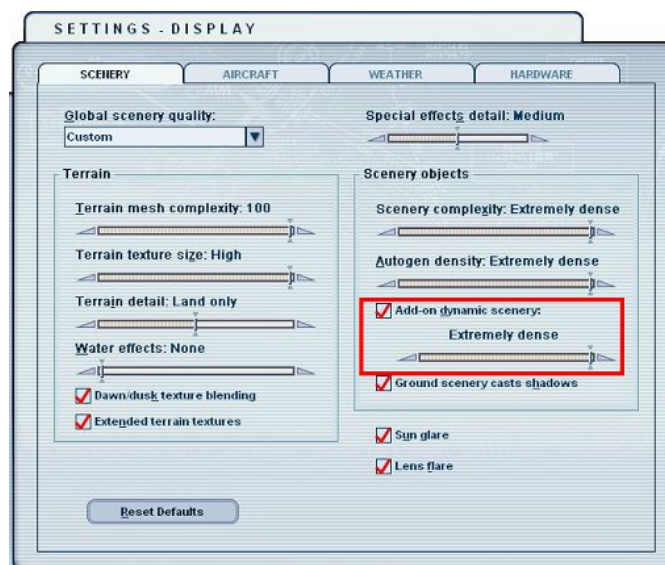 SETTINGS - DISPLAY
SCENERY
AIRCRAFT
WEATHER
HARDWARE
Global scenery quality:
Custom
Special effects detail: Medium
Terrain
Terrain mesh complexity: 100
Terrain texture size: High
Terrain detail: Land only
Water effects: None
Dawn/dusk texture blending
Extended terrain textures
Scenery objects
Scenery complexity: Extremely dense
Autogen density: Extremely dense
Add-on dynamic scenery:
Extremely dense
Ground scenery casts shadows
Sun glare
Lens flare
Reset Defaults